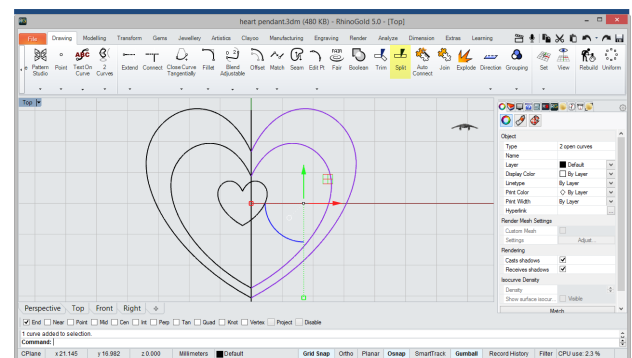 heart pendant.3dm (480 KB) - RhinoGold 5.0 - [Top]
File Drawing Modelling Transform Gems Jewellery Artistics Clayoo Manufacturing Engraving Render Analyze Dimension Extras Learning
Pattern Studio Point Text On Curve 2 Curves Extend Connect Close Curve Tangentially Fillet Blend Adjustable Offset Match Seam Edit Pt Fair Boolean Trim Split Auto Connect Join Explode Direction Grouping Set View Rebuild Uniform
Top
Object
Type 2 open curves
Name
Layer Default
Display Color By Layer
Linetype By Layer
Print Color By Layer
Print Width By Layer
Hyperlink
Render Mesh Settings
Custom Mesh
Settings Adjust...
Rendering
Casts shadows
Receives shadows
Isocurve Density
Density
Show surface isocur... Visible
Match
Perspective Top Front Right
End Near Point Mid Cen Int Perp Tan Quad Knot Vertex Project Disable
1 curve added to selection.
Command:
CPlane x 21.145 y 16.982 z 0.000 Millimeters Default Grid Snap Ortho Planar Osnap SmartTrack Gumball Record History Filter CPU use: 2.3 %